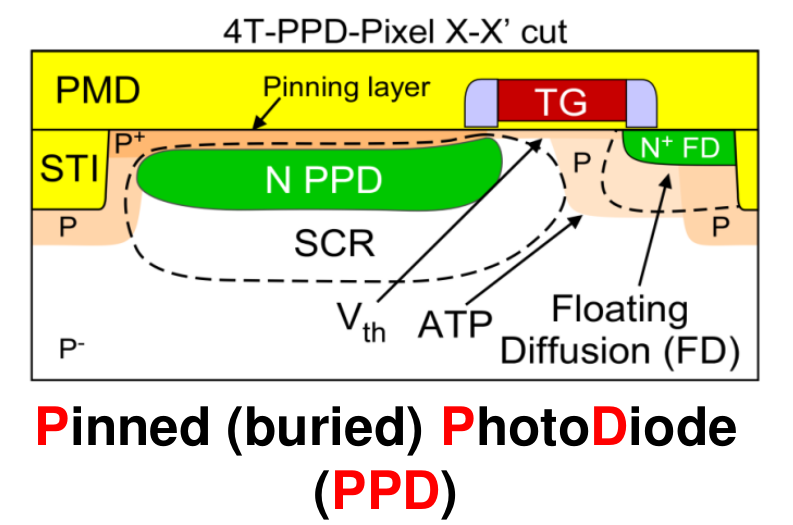 4T-PPD-Pixel X-X’ cut
PMD
Pinning layer
TG
P+
STI
N PPD
P
N+ FD
P
SCR
P
Vth
ATP
Floating
Diffusion (FD)
P-
Pinned (buried) PhotoDiode
(PPD)